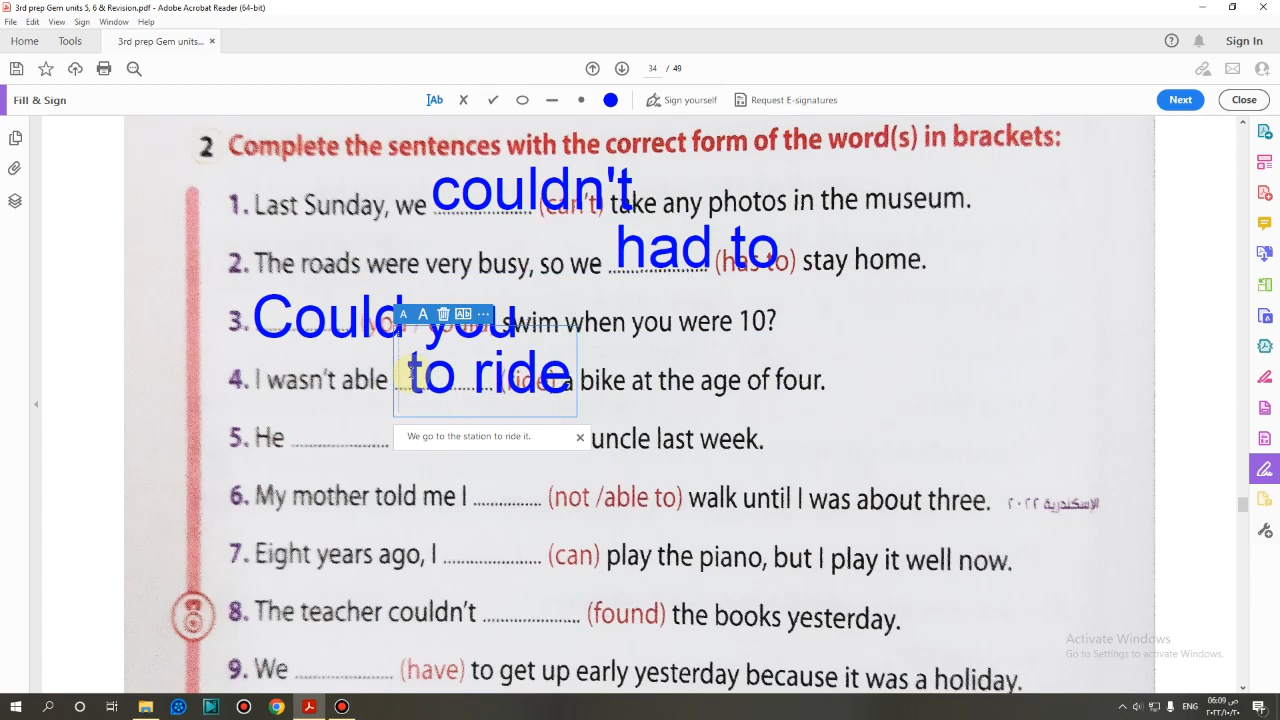 3rd prep Gem units 5, 6 & Revision.pdf - Adobe Acrobat Reader (64-bit)
File Edit View Sign Window Help
Home Tools 3rd prep Gem units... × Sign In
34 / 49
Fill & Sign Ab Sign yourself Request E-signatures Next Close
2 Complete the sentences with the correct form of the word(s) in brackets:
couldn't
1. Last Sunday, we .................... (can't) take any photos in the museum.
had to
2. The roads were very busy, so we .................... (has to) stay home.
Could you
3. .................... swim when you were 10?
A A Ab ...
to ride
4. I wasn't able .................... (ride) a bike at the age of four.
We go to the station to ride it. ×
5. He .................... uncle last week.
6. My mother told me I .............. (not /able to) walk until I was about three. الإسكندرية ٢٠٢٢
7. Eight years ago, I .................... (can) play the piano, but I play it well now.
8. The teacher couldn't .................... (found) the books yesterday.
9. We .................... (have) to get up early yesterday because it was a holiday.
Activate Windows
Go to Settings to activate Windows.
ENG 06:09 ص